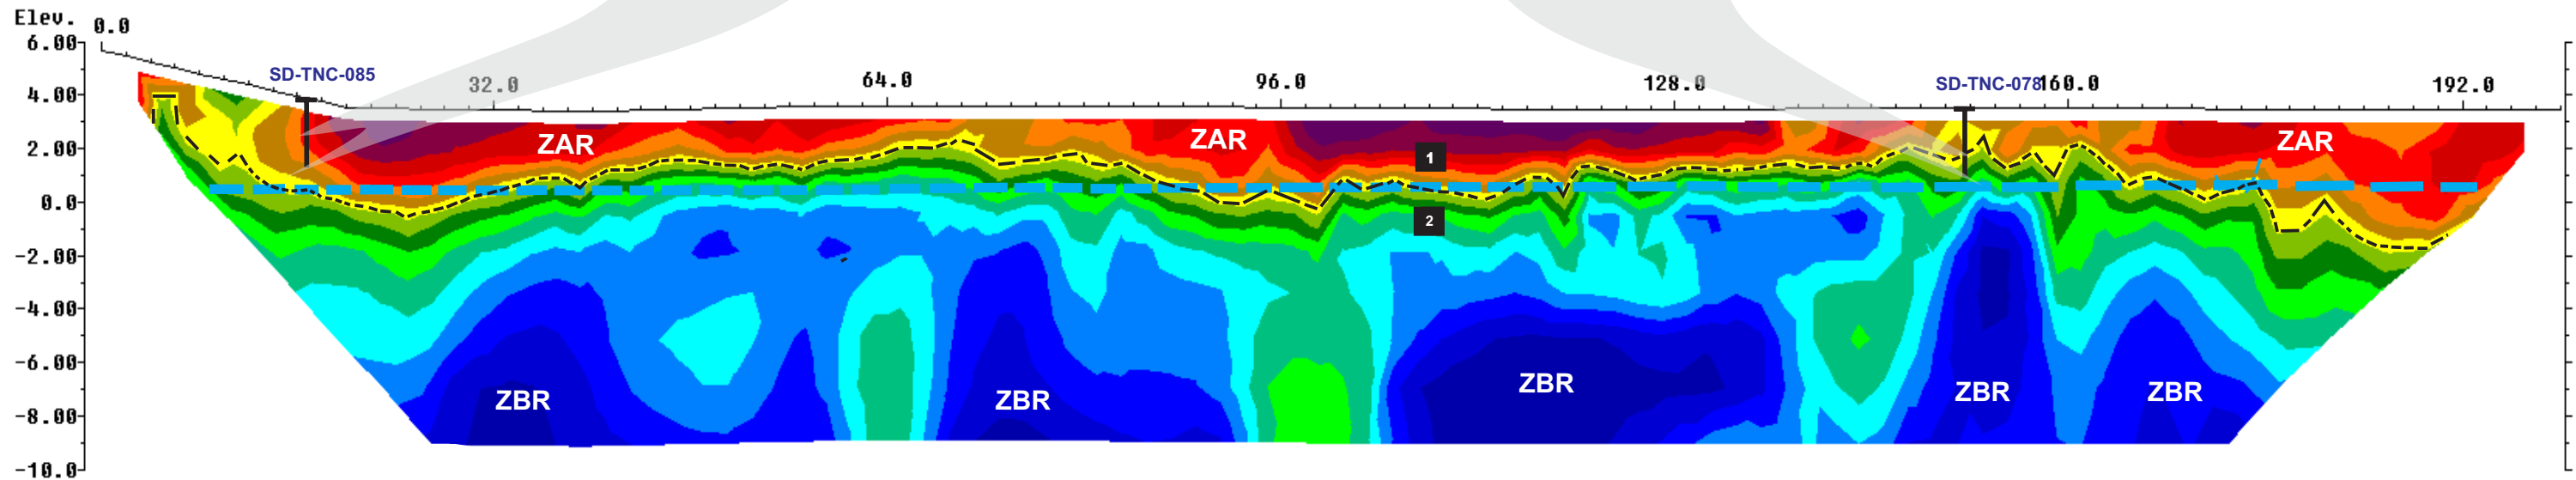 Elev.
0.0
6.00
4.00
2.00
0.0
-2.00
-4.00
-6.00
-8.00
-10.0
SD-TNC-085
32.0
64.0
96.0
128.0
SD-TNC-078
160.0
192.0
ZAR
ZAR
1
ZAR
2
ZBR
ZBR
ZBR
ZBR
ZBR